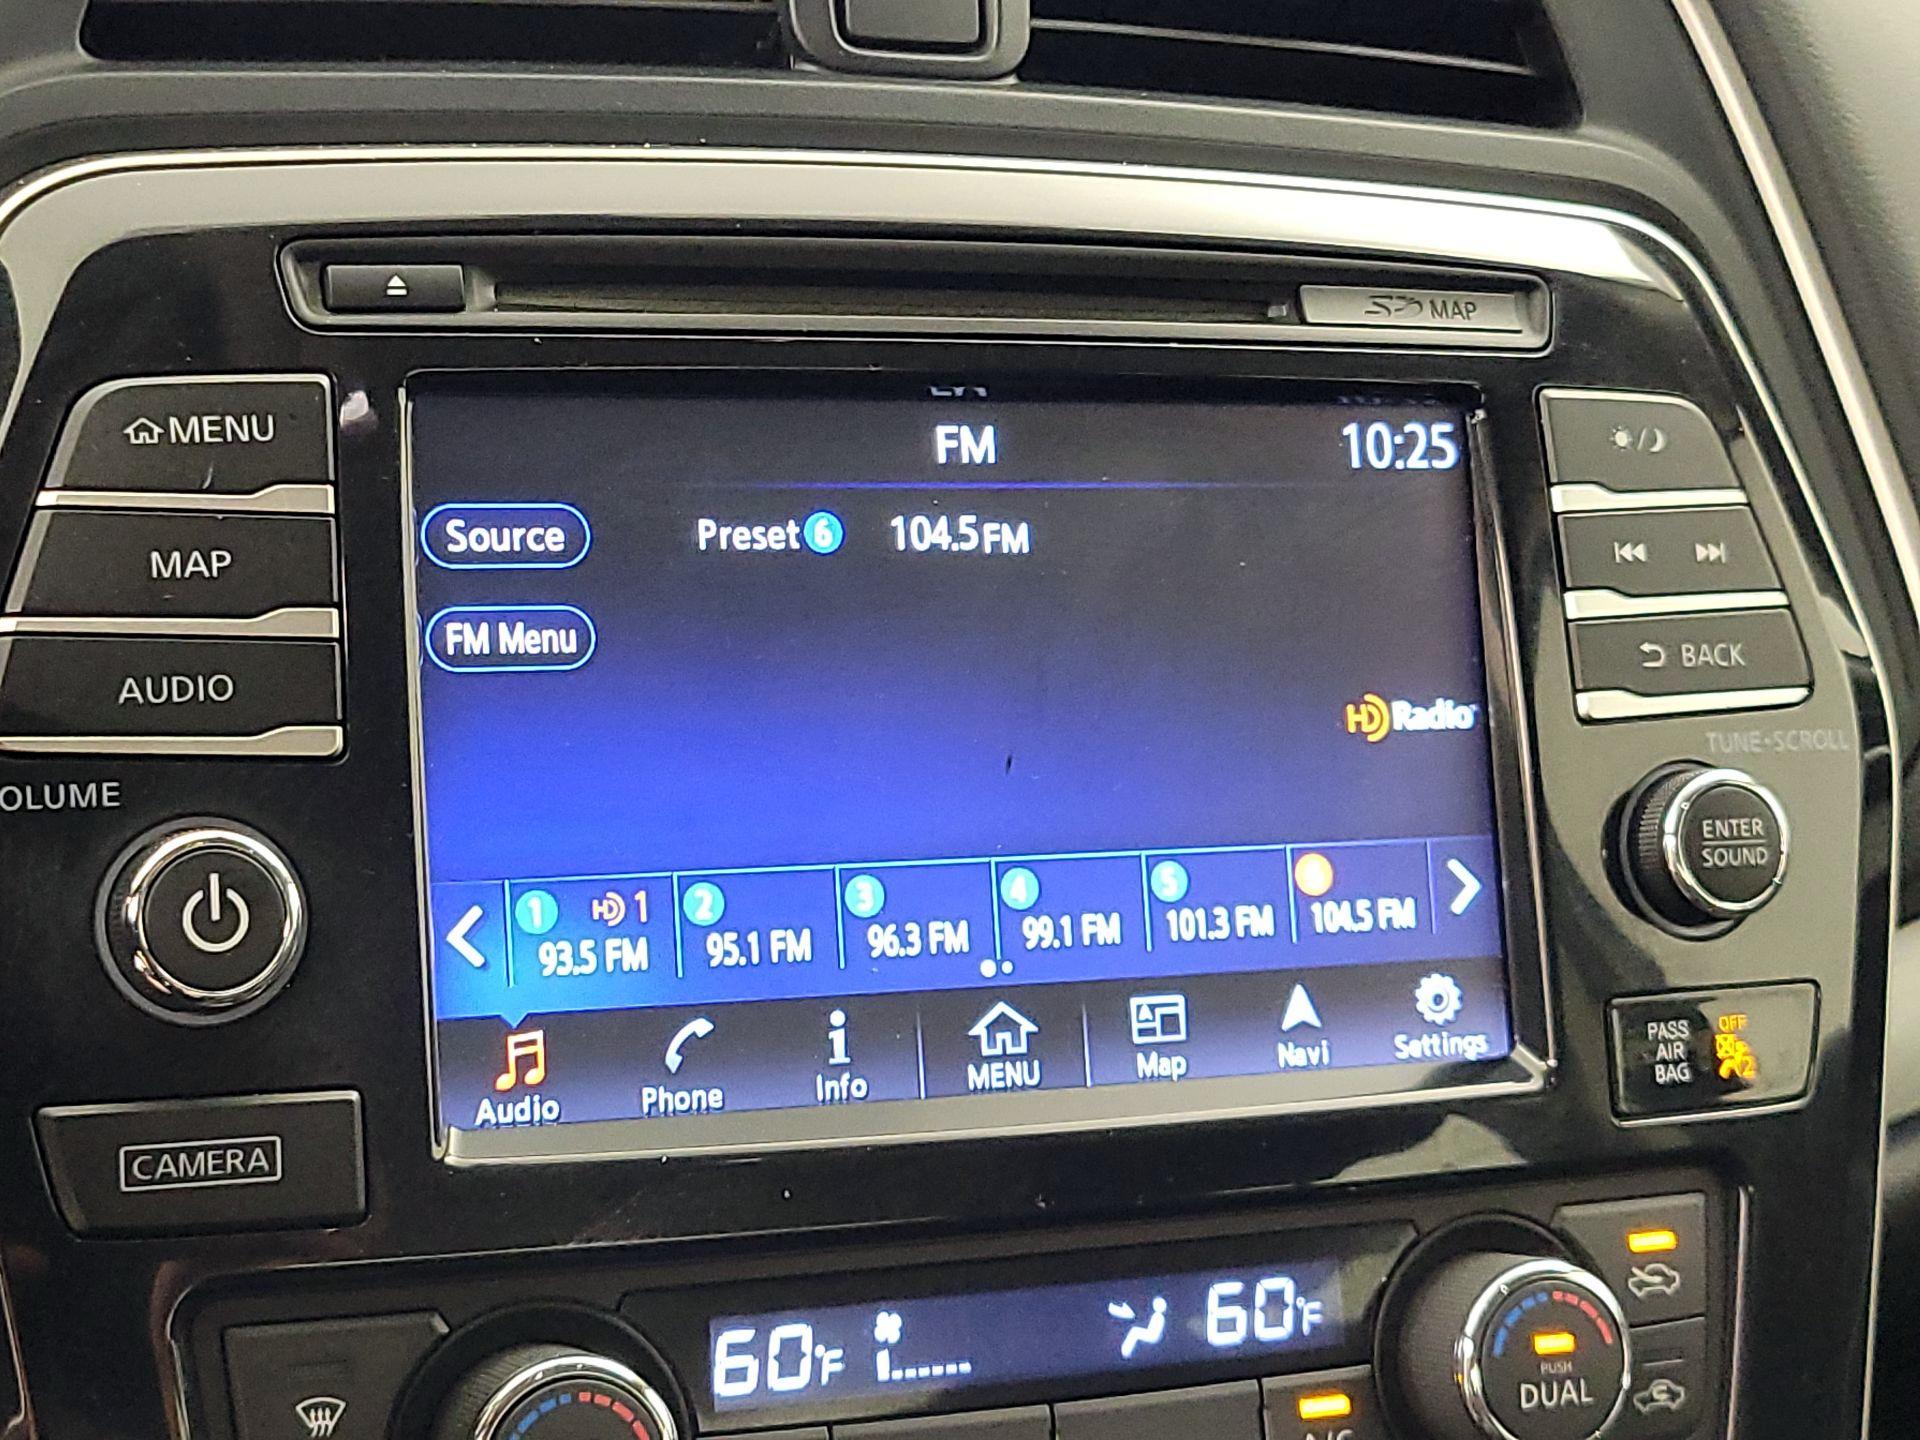 MAP
MENU
MAP
AUDIO
OLUME
CAMERA
FM
10:25
Source
Preset 6 104.5 FM
FM Menu
HD Radio
1 HD 1
93.5 FM
2
95.1 FM
3
96.3 FM
4
99.1 FM
5
101.3 FM
104.5 FM
Audio
Phone
Info
MENU
Map
Navi
Settings
BACK
TUNE•SCROLL
ENTER
SOUND
PASS
AIR
BAG
OFF
2
60°F
60°F
PUSH
DUAL
A/C